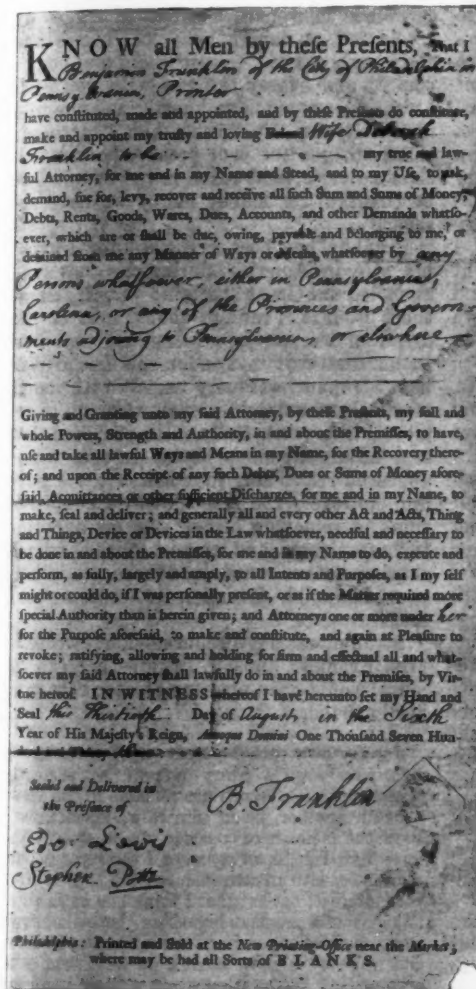 KNOW all Men by theſe Preſents, That I
Benjamin Franklin of the City of Philadelphia in
Pennsylvania, Printer
have conſtituted, made and appointed, and by theſe Preſents do conſtitute,
make and appoint my truſty and loving Wife Deborah
Franklin to be my true and law-
ful Attorney, for me and in my Name and Stead, and to my Uſe, to aſk,
demand, ſue for, levy, recover and receive all ſuch Sum and Sums of Money,
Debts, Rents, Goods, Wares, Dues, Accounts, and other Demands whatſo-
ever, which are or ſhall be due, owing, payable and belonging to me, or
detained from me any Manner of Ways or Means whatſoever by any
Persons whatsoever, either in Pennsylvania,
Carolina, or any of the Provinces and Govern-
ments adjoining to Pennsylvania, or elsewhere
Giving and Granting unto my ſaid Attorney, by theſe Preſents, my full and
whole Powers, Strength and Authority, in and about the Premiſſes, to have,
uſe and take all lawful Ways and Means in my Name, for the Recovery there-
of; and upon the Receipt of any ſuch Debts, Dues or Sums of Money afore-
ſaid, Acquittances or other ſufficient Diſcharges, for me and in my Name, to
make, ſeal and deliver; and generally all and every other Act and Acts, Thing
and Things, Device or Devices in the Law whatſoever, needful and neceſſary to
be done in and about the Premiſſes, for me and in my Name to do, execute and
perform, as fully, largely and amply, to all Intents and Purpoſes, as I my ſelf
might or could do, if I was perſonally preſent, or as if the Matter required more
ſpecial Authority than is herein given; and Attorneys one or more under her
for the Purpoſe aforeſaid, to make and conſtitute, and again at Pleaſure to
revoke; ratifying, allowing and holding for firm and effectual all and what-
ſoever my ſaid Attorney ſhall lawfully do in and about the Premiſſes, by Vir-
tue hereof. IN WITNESS whereof I have hereunto ſet my Hand and
Seal this Thirtieth Day of August in the Sixth
Year of His Majeſty's Reign, Annoque Domini One Thouſand Seven Hun-
dred and Thirty
Sealed and Delivered in
the Preſence of
B. Franklin
Edw. Lewis
Stephen Potts
Philadelphia: Printed and Sold at the New Printing-Office near the Market;
where may be had all Sorts of BLANKS.